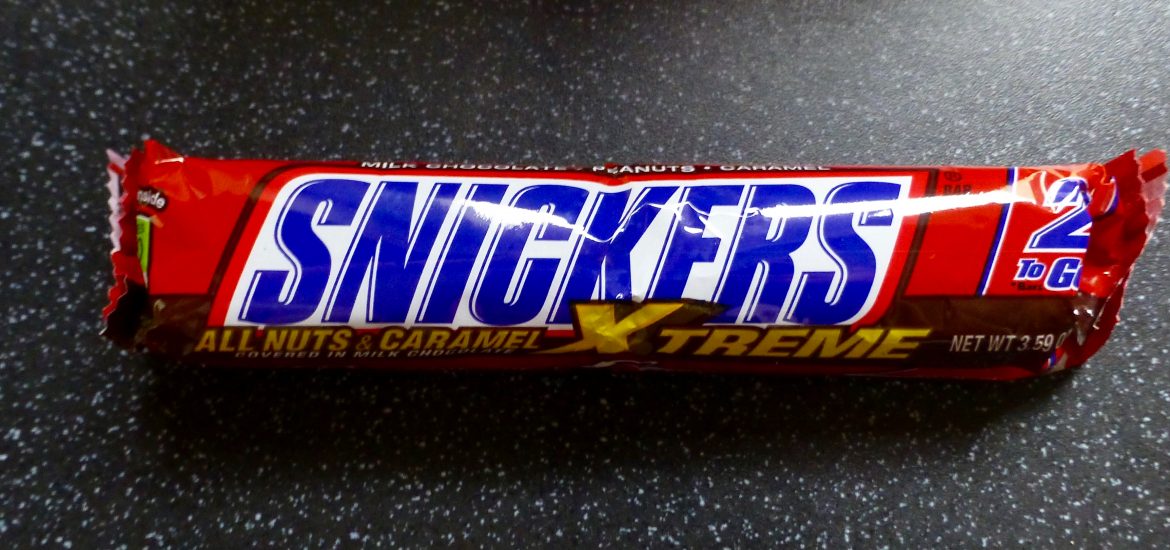 MILK CHOCOLATE • PEANUTS • CARAMEL
SNICKERS
ALL NUTS & CARAMEL XTREME
COVERED IN MILK CHOCOLATE
NET WT 3.59
BAR
2
To G